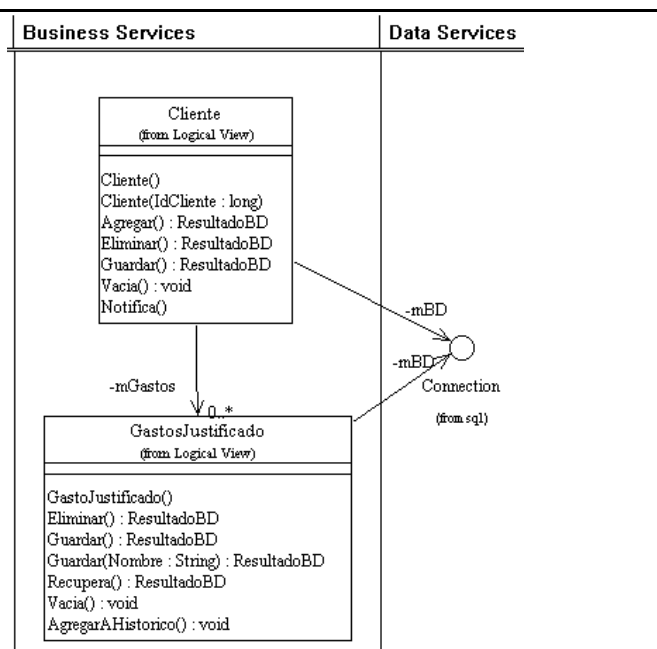 Business Services
Data Services
Cliente
(from Logical View)
Cliente()
Cliente(IdCliente : long)
Agregar() : ResultadoBD
Eliminar() : ResultadoBD
Guardar() : ResultadoBD
Vacia() : void
Notifica()
-mBD
-mBD
Connection
(from sql)
-mGastos
0..*
GastosJustificado
(from Logical View)
GastoJustificado()
Eliminar() : ResultadoBD
Guardar() : ResultadoBD
Guardar(Nombre : String) : ResultadoBD
Recupera() : ResultadoBD
Vacia() : void
AgregarAHistorico() : void